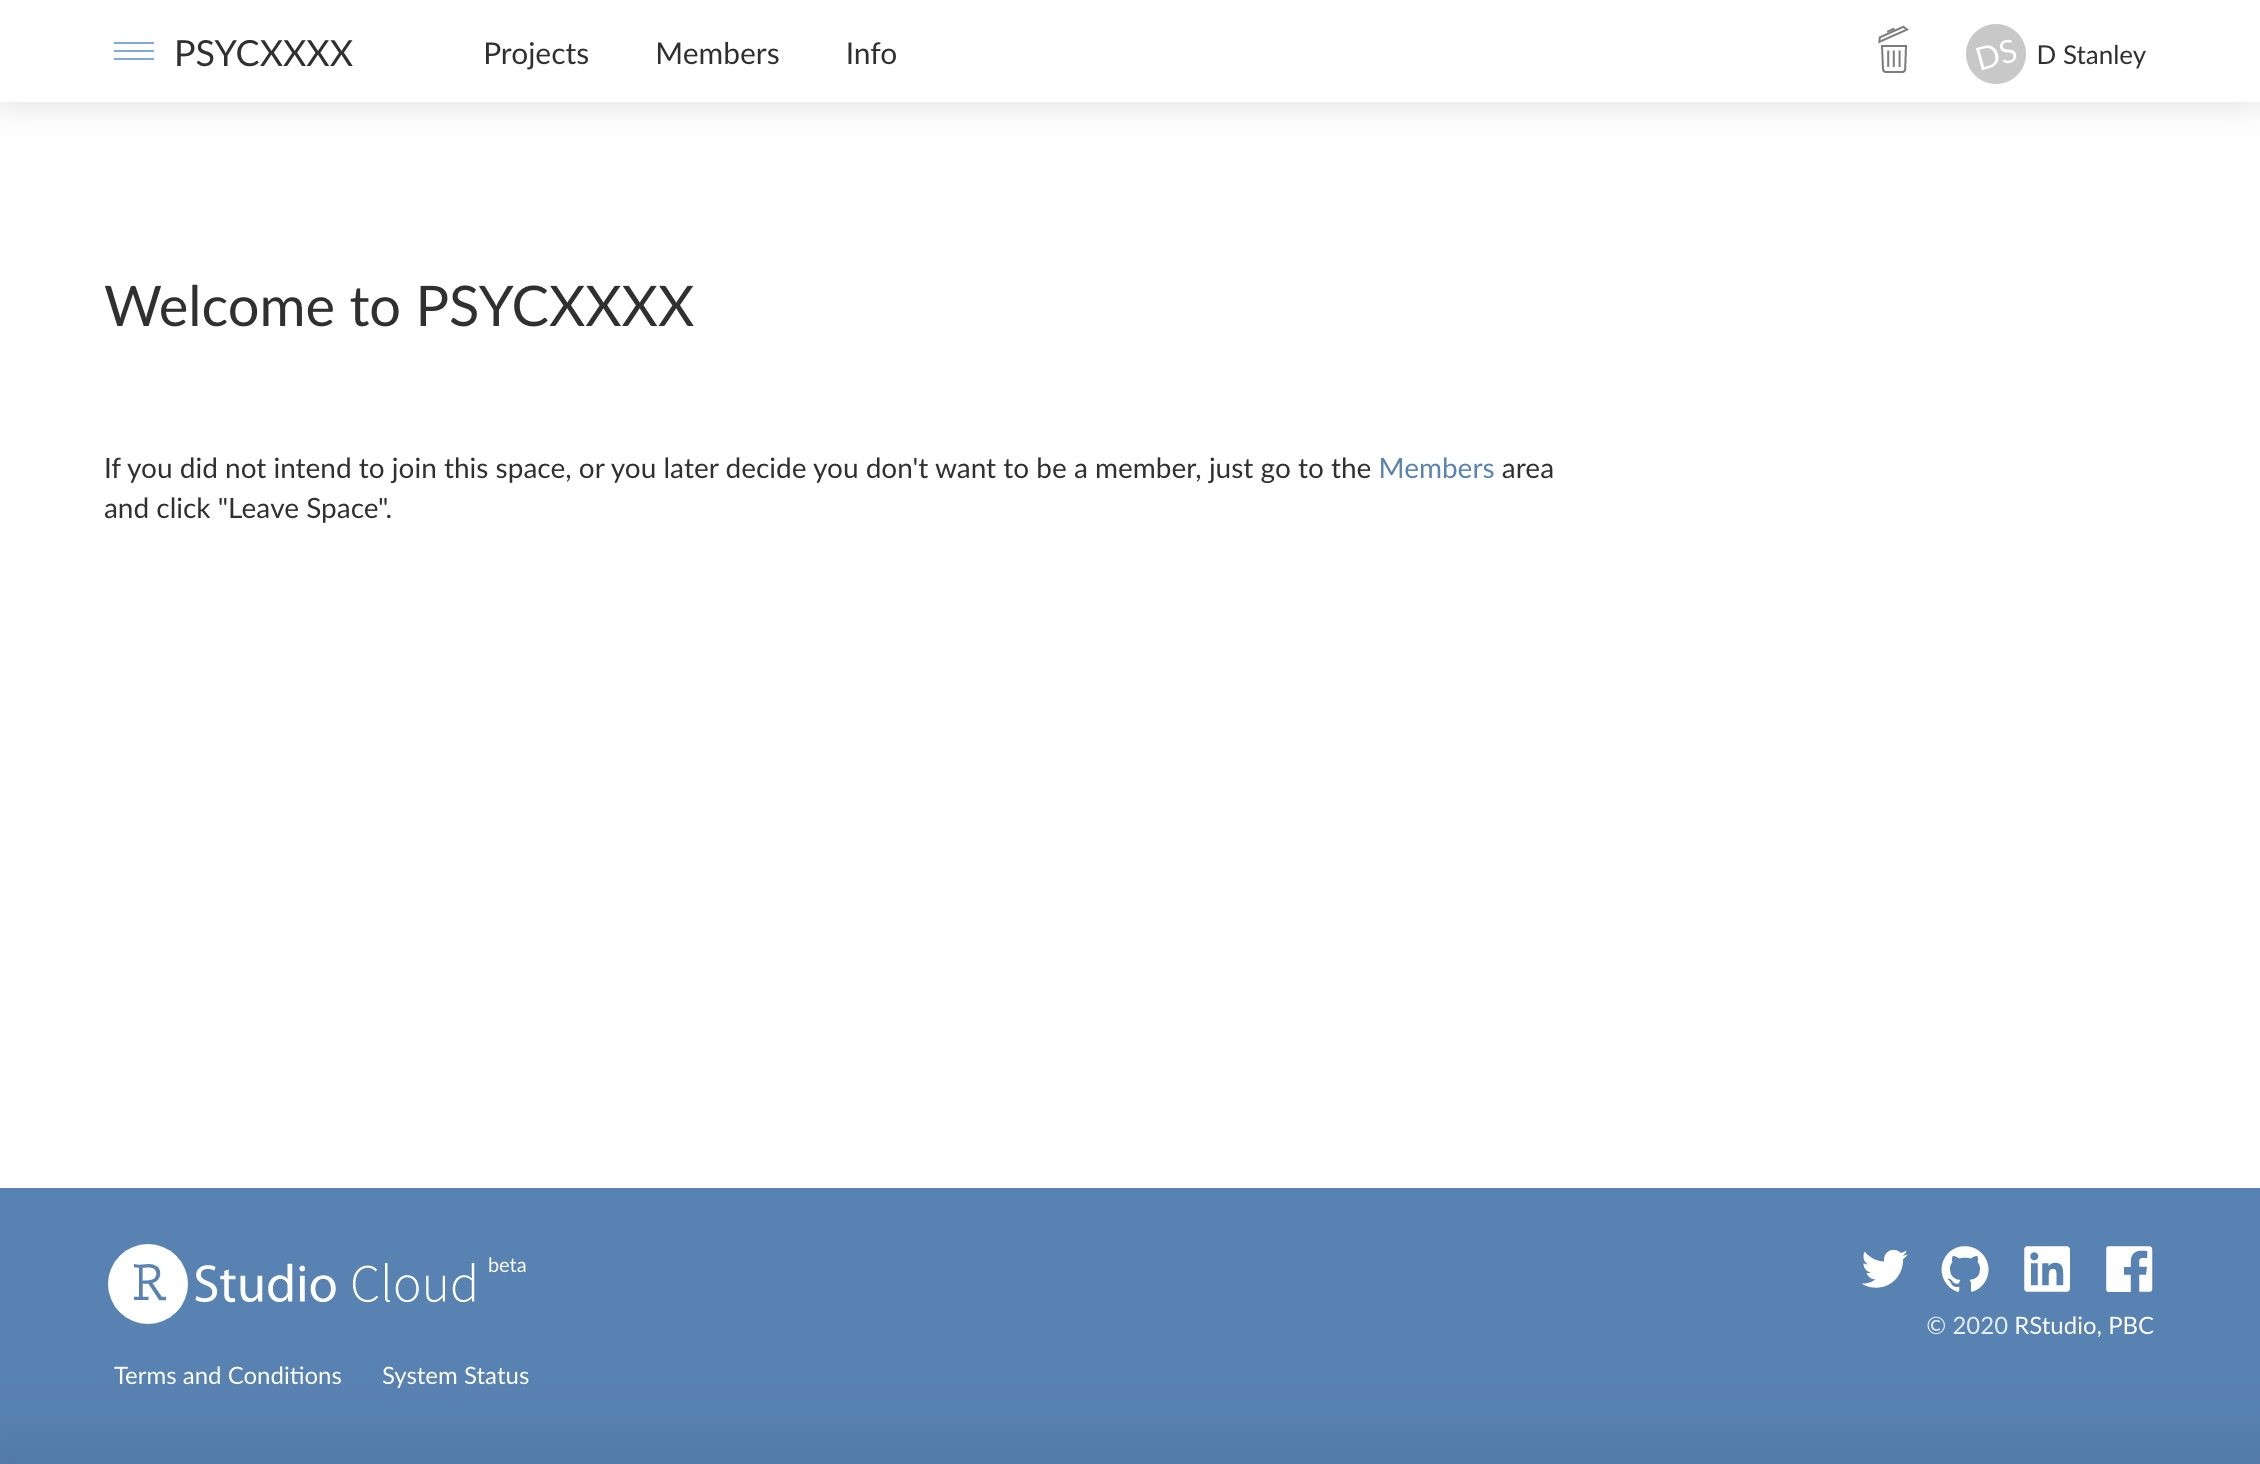 PSYCXXXX Projects Members Info DS D Stanley
Welcome to PSYCXXXX
If you did not intend to join this space, or you later decide you don't want to be a member, just go to the Members area
and click "Leave Space".
R Studio Cloud beta
© 2020 RStudio, PBC
Terms and Conditions System Status